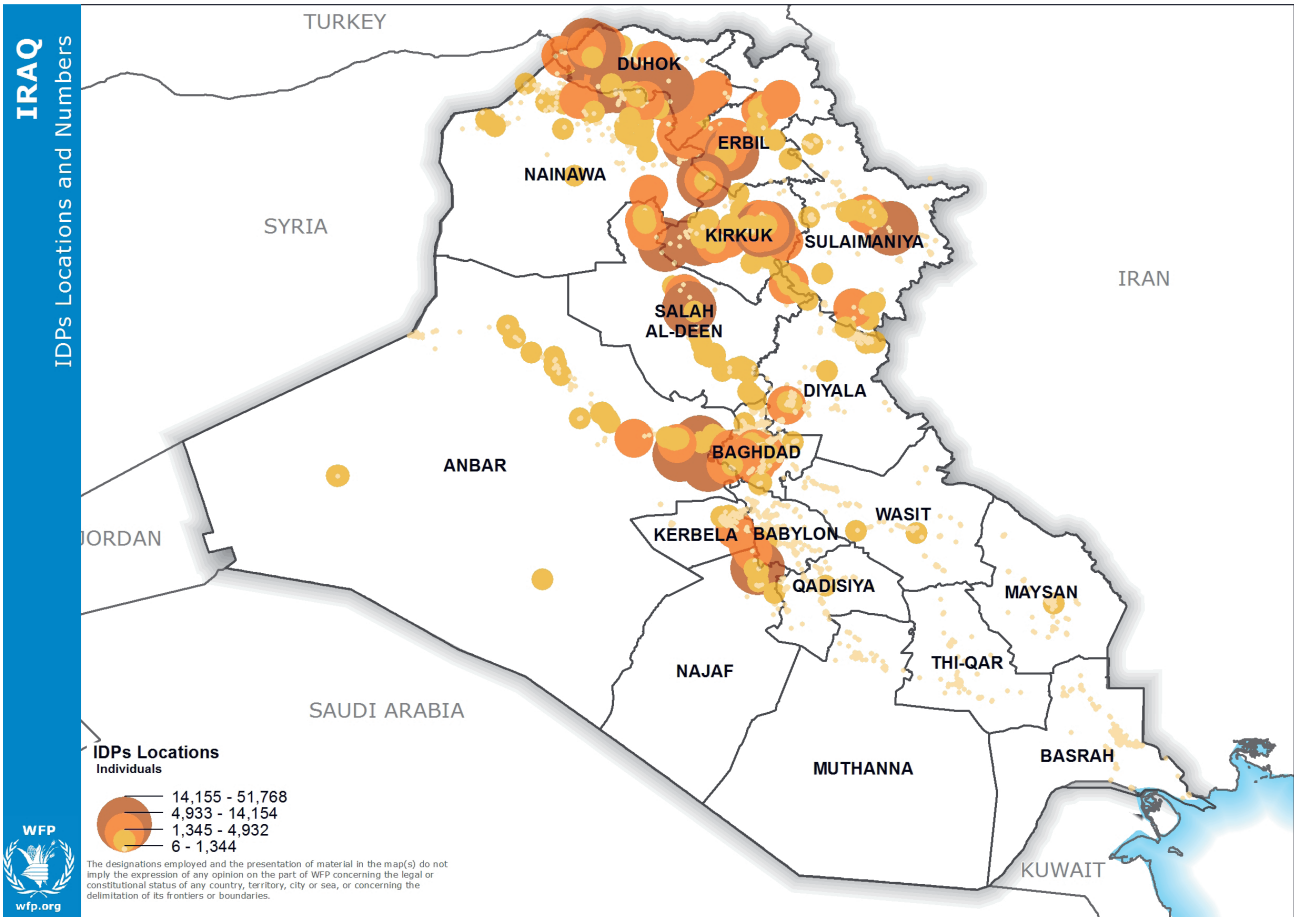 IRAQ
IDPs Locations and Numbers
TURKEY
DUHOK
ERBIL
NAINAWA
SYRIA
KIRKUK
SULAIMANIYA
IRAN
SALAH
AL-DEEN
DIYALA
BAGHDAD
ANBAR
WASIT
KERBELA
BABYLON
JORDAN
QADISIYA
MAYSAN
THI-QAR
NAJAF
SAUDI ARABIA
BASRAH
MUTHANNA
KUWAIT
IDPs Locations
Individuals
14,155 - 51,768
4,933 - 14,154
1,345 - 4,932
6 - 1,344
The designations employed and the presentation of material in the map(s) do not
imply the expression of any opinion on the part of WFP concerning the legal or
constitutional status of any country, territory, city or sea, or concerning the
delimitation of its frontiers or boundaries.
WFP
wfp.org